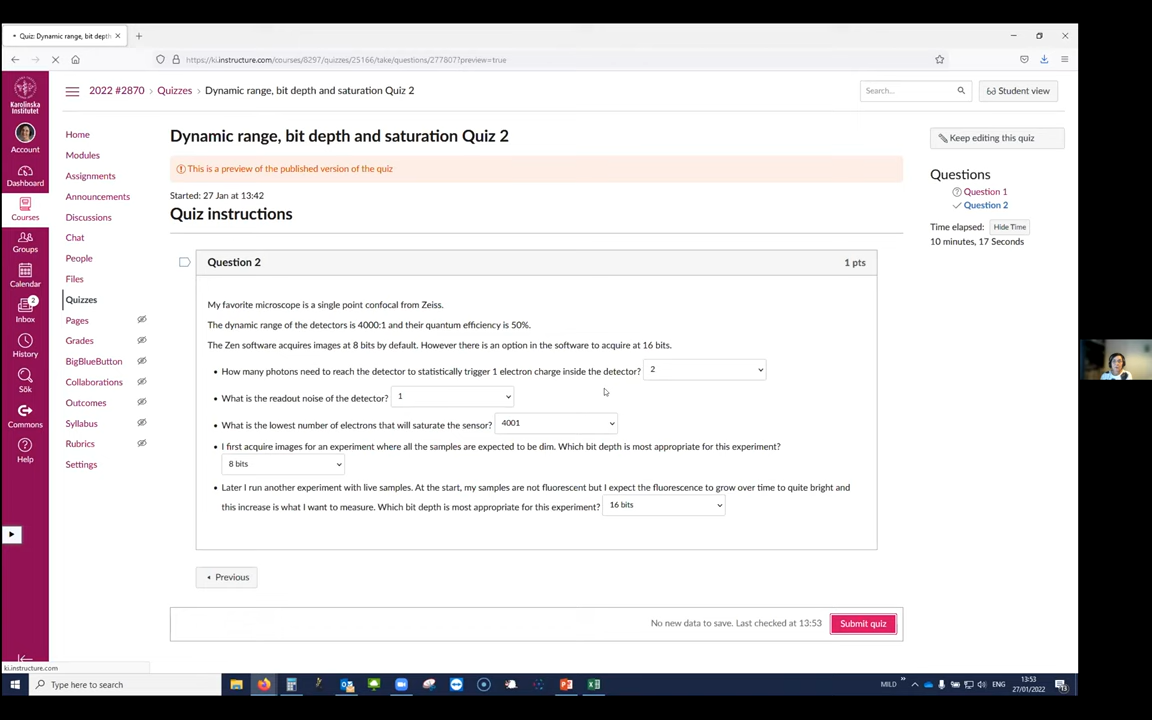 Quiz: Dynamic range, bit depth
https://ki.instructure.com/courses/8297/quizzes/25166/take/questions/277807?preview=true
Karolinska
Institutet
Account
Dashboard
Courses
Groups
Calendar
2
Inbox
History
Sök
Commons
Help
2022 #2870 > Quizzes > Dynamic range, bit depth and saturation Quiz 2
Search...
Student view
Home
Modules
Assignments
Announcements
Discussions
Chat
People
Files
Quizzes
Pages
Grades
BigBlueButton
Collaborations
Outcomes
Syllabus
Rubrics
Settings
Dynamic range, bit depth and saturation Quiz 2
This is a preview of the published version of the quiz
Started: 27 Jan at 13:42
Quiz instructions
Question 2
1 pts
My favorite microscope is a single point confocal from Zeiss.
The dynamic range of the detectors is 4000:1 and their quantum efficiency is 50%.
The Zen software acquires images at 8 bits by default. However there is an option in the software to acquire at 16 bits.
• How many photons need to reach the detector to statistically trigger 1 electron charge inside the detector? 2
• What is the readout noise of the detector? 1
• What is the lowest number of electrons that will saturate the sensor? 4001
• I first acquire images for an experiment where all the samples are expected to be dim. Which bit depth is most appropriate for this experiment?
8 bits
• Later I run another experiment with live samples. At the start, my samples are not fluorescent but I expect the fluorescence to grow over time to quite bright and
this increase is what I want to measure. Which bit depth is most appropriate for this experiment? 16 bits
Previous
No new data to save. Last checked at 13:53
Submit quiz
Keep editing this quiz
Questions
Question 1
Question 2
Time elapsed: Hide Time
10 minutes, 17 Seconds
ki.instructure.com
Type here to search
MILD
ENG
13:53
27/01/2022